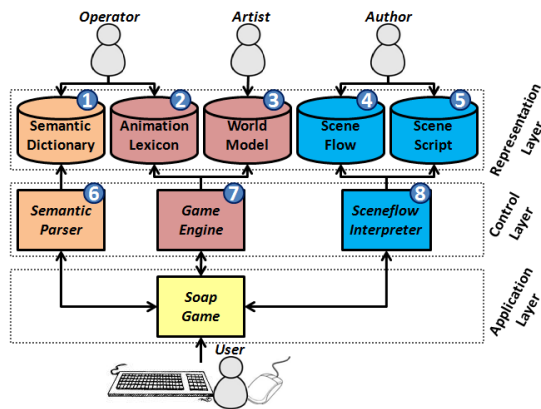 Operator
Artist
Author
1
2
3
4
5
Semantic
Dictionary
Animation
Lexicon
World
Model
Scene
Flow
Scene
Script
Representation
Layer
6
7
8
Semantic
Parser
Game
Engine
Sceneflow
Interpreter
Control
Layer
Soap
Game
Application
Layer
User